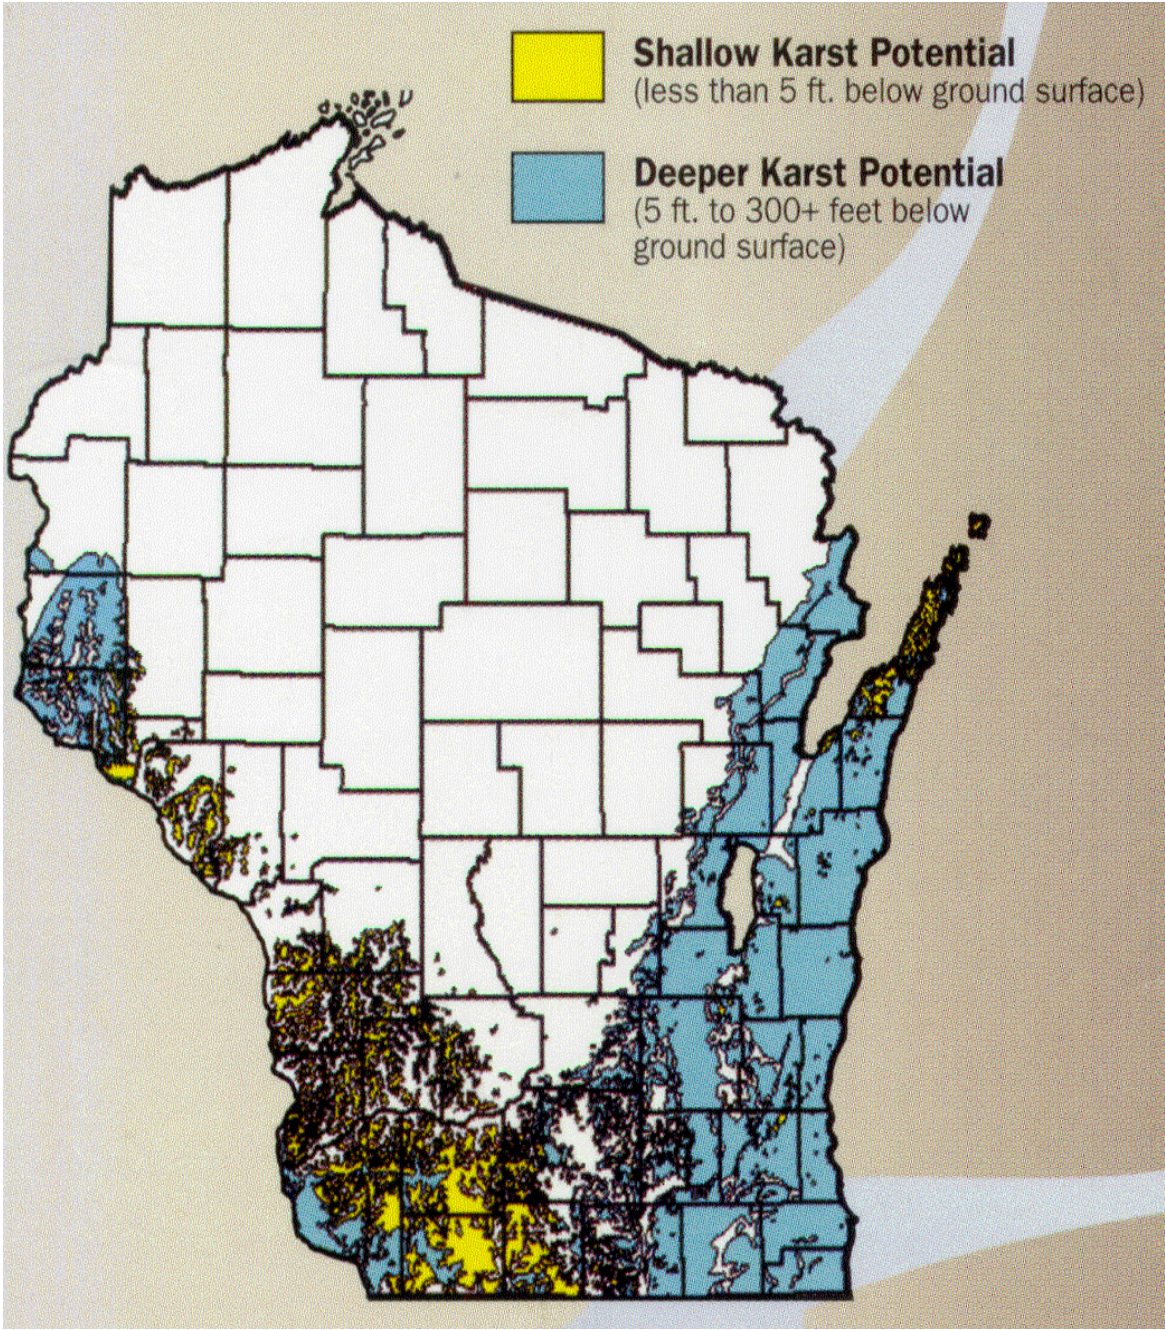 Shallow Karst Potential
(less than 5 ft. below ground surface)
Deeper Karst Potential
(5 ft. to 300+ feet below
ground surface)